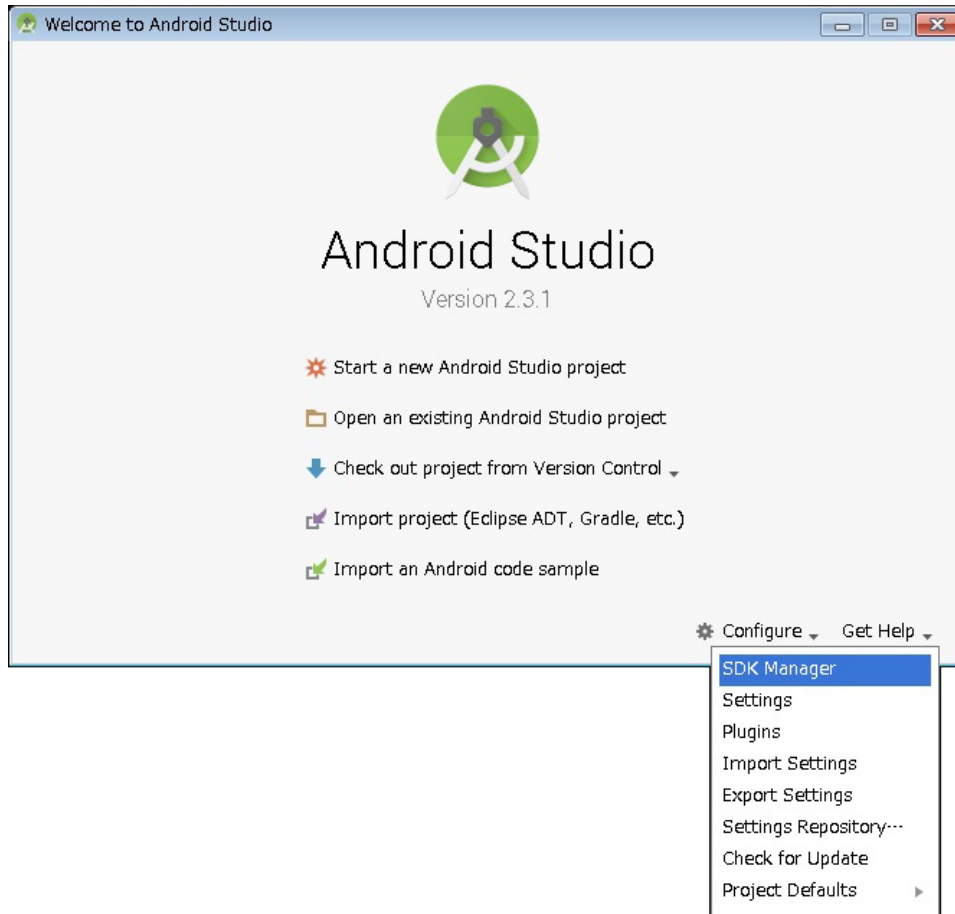 Welcome to Android Studio
Android Studio
Version 2.3.1
Start a new Android Studio project
Open an existing Android Studio project
Check out project from Version Control
Import project (Eclipse ADT, Gradle, etc.)
Import an Android code sample
Configure Get Help
SDK Manager
Settings
Plugins
Import Settings
Export Settings
Settings Repository···
Check for Update
Project Defaults